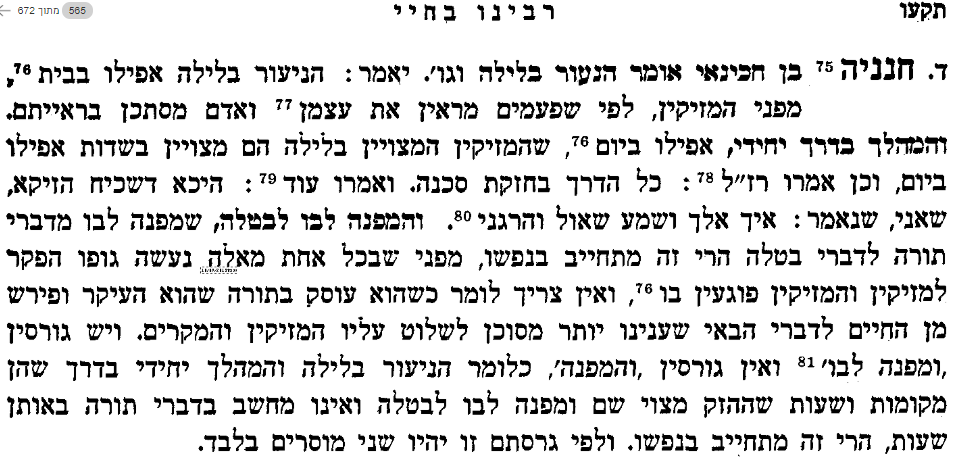 תקעו רבינו בחיי 565 מתוך 672
ד. חנניה 75 בן חכינאי אומר הנעור בלילה וגו׳. יאמר: הניעור בלילה אפילו בבית 76,
מפני המזיקין, לפי שפעמים מראין את עצמן 77 ואדם מסתכן בראייתם.
והמהלך בדרך יחידי, אפילו ביום 76, שהמזיקין המצויין בלילה הם מצויין בשדות אפילו
ביום, וכן אמרו רז״ל 78: כל הדרך בחזקת סכנה. ואמרו עוד 79: היכא דשכיח הזיקא,
שאני, שנאמר: איך אלך ושמע שאול והרגני 80. והמפנה לבו לבטלה, שמפנה לבו מדברי
תורה לדברי בטלה הרי זה מתחייב בנפשו, מפני שבכל אחת מאלה נעשה גופו הפקר
למזיקין והמזיקין פוגעין בו 76, ואין צריך לומר כשהוא עוסק בתורה שהוא העיקר ופירש
מן החיים לדברי הבאי שענינו יותר מסוכן לשלוט עליו המזיקין והמקרים. ויש גורסין
,ומפנה לבו׳ 81 ואין גורסין ,והמפנה׳, כלומר הניעור בלילה והמהלך יחידי בדרך שהן
מקומות ושעות שההזק מצוי שם ומפנה לבו לבטלה ואינו מחשב בדברי תורה באותן
שעות, הרי זה מתחייב בנפשו. ולפי גרסתם זו יהיו שני מוסרים בלבד.